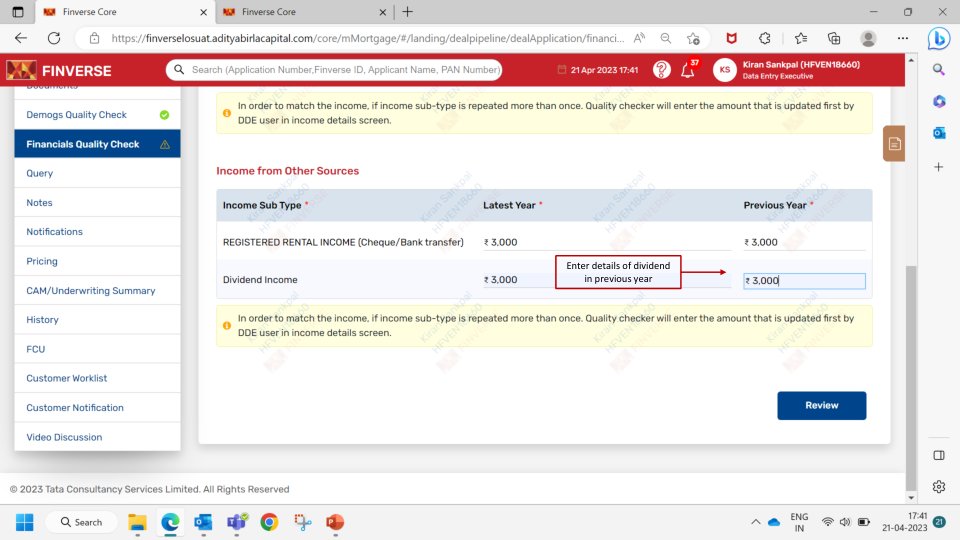 Finverse Core
Finverse Core
https://finverselosuat.adityabirlacapital.com/core/mMortgage/#/landing/dealpipeline/dealApplication/financi...
FINVERSE
Search (Application Number,Finverse ID, Applicant Name, PAN Number)
21 Apr 2023 17:41
37
KS
Kiran Sankpal (HFVEN18660)
Data Entry Executive
Documents
Demogs Quality Check
Financials Quality Check
Query
Notes
Notifications
Pricing
CAM/Underwriting Summary
History
FCU
Customer Worklist
Customer Notification
Video Discussion
In order to match the income, if income sub-type is repeated more than once. Quality checker will enter the amount that is updated first by
DDE user in income details screen.
Income from Other Sources
Income Sub Type *
Latest Year *
Previous Year *
REGISTERED RENTAL INCOME (Cheque/Bank transfer)
₹ 3,000
₹ 3,000
Dividend Income
₹ 3,000
Enter details of dividend
in previous year
₹ 3,000
In order to match the income, if income sub-type is repeated more than once. Quality checker will enter the amount that is updated first by
DDE user in income details screen.
Review
© 2023 Tata Consultancy Services Limited. All Rights Reserved
Search
ENG
IN
17:41
21-04-2023
21